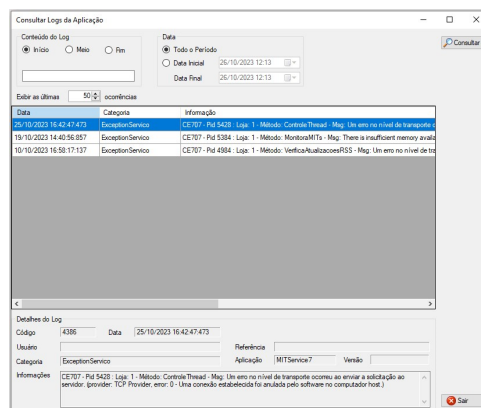 Consultar Logs da Aplicação
Conteúdo do Log
Início Meio Fim
Data
Todo o Período
Data Inicial 26/10/2023 12:13
Data Final 26/10/2023 12:13
Consultar
Exibir as últimas 50 ocorrências
Data Categoria Informação
25/10/2023 16:42:47:473 ExceptionServico CE707 - Pid 5428 : Loja: 1 - Método: ControleThread - Msg: Um erro no nível de transporte o
19/10/2023 14:40:56:857 ExceptionServico CE707 - Pid 5384 : Loja: 1 - Método: MonitoraMITs - Msg: There is insufficient memory availa
10/10/2023 16:58:17:137 ExceptionServico CE707 - Pid 4984 : Loja: 1 - Método: VerificaAtualizacoesRSS - Msg: Um erro no nível de tra
Detalhes do Log
Código 4386 Data 25/10/2023 16:42:47:473
Usuário Referência
Categoria ExceptionServico Aplicação MITService7 Versão
Informações CE707 - Pid 5428 : Loja: 1 - Método: ControleThread - Msg: Um erro no nível de transporte ocorreu ao enviar a solicitação ao
servidor. (provider: TCP Provider, error: 0 - Uma conexão estabelecida foi anulada pelo software no computador host.)
Sair